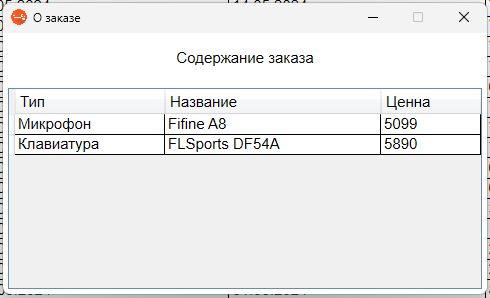 О заказе
Содержание заказа
Тип Название Ценна
Микрофон Fifine A8 5099
Клавиатура FLSports DF54A 5890